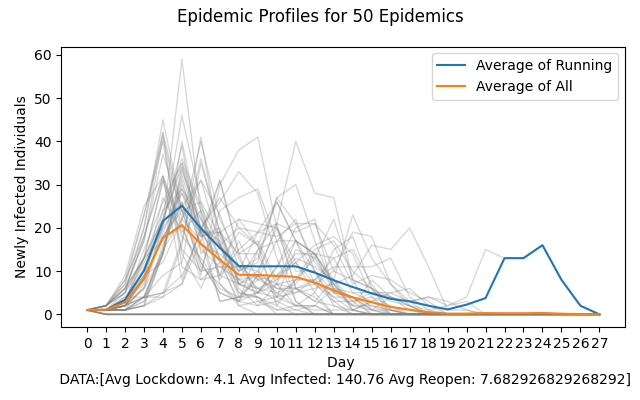 Epidemic Profiles for 50 Epidemics
60
50
40
30
20
10
0
Newly Infected Individuals
Average of Running
Average of All
0 1 2 3 4 5 6 7 8 9 10 11 12 13 14 15 16 17 18 19 20 21 22 23 24 25 26 27
Day
DATA:[Avg Lockdown: 4.1 Avg Infected: 140.76 Avg Reopen: 7.682926829268292]